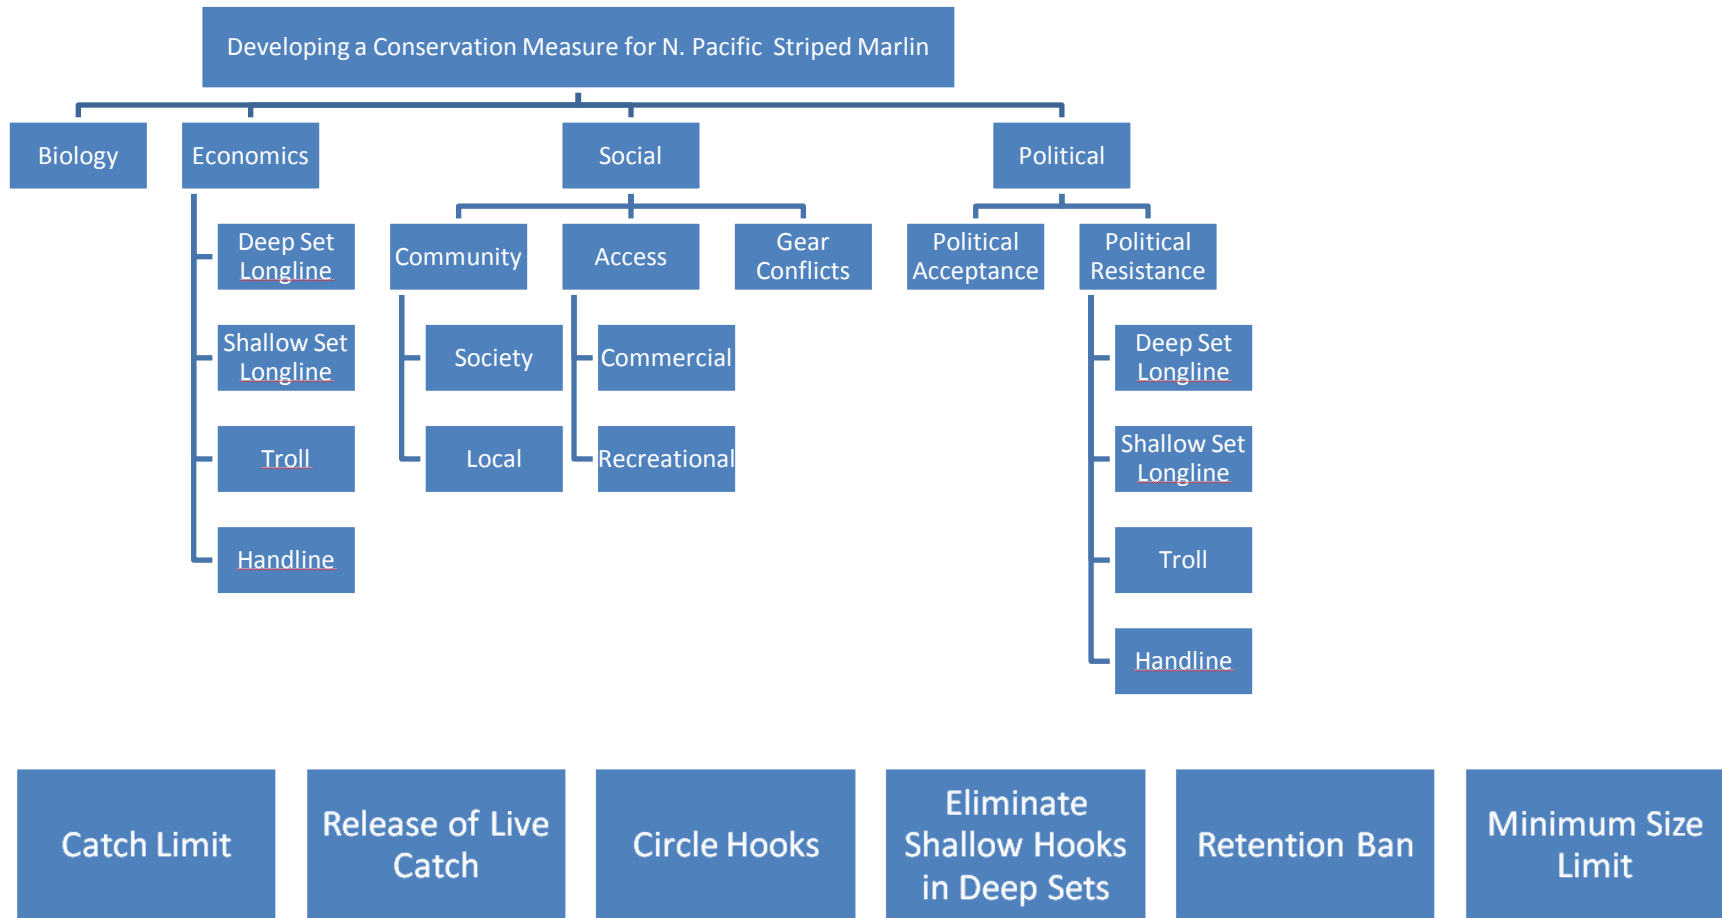 Developing a Conservation Measure for N. Pacific Striped Marlin
Biology
Economics
Social
Political
Deep Set
Longline
Community
Access
Gear
Conflicts
Political
Acceptance
Political
Resistance
Shallow Set
Longline
Society
Commercial
Deep Set
Longline
Troll
Local
Recreational
Shallow Set
Longline
Handline
Troll
Handline
Catch Limit
Release of Live
Catch
Circle Hooks
Eliminate
Shallow Hooks
in Deep Sets
Retention Ban
Minimum Size
Limit